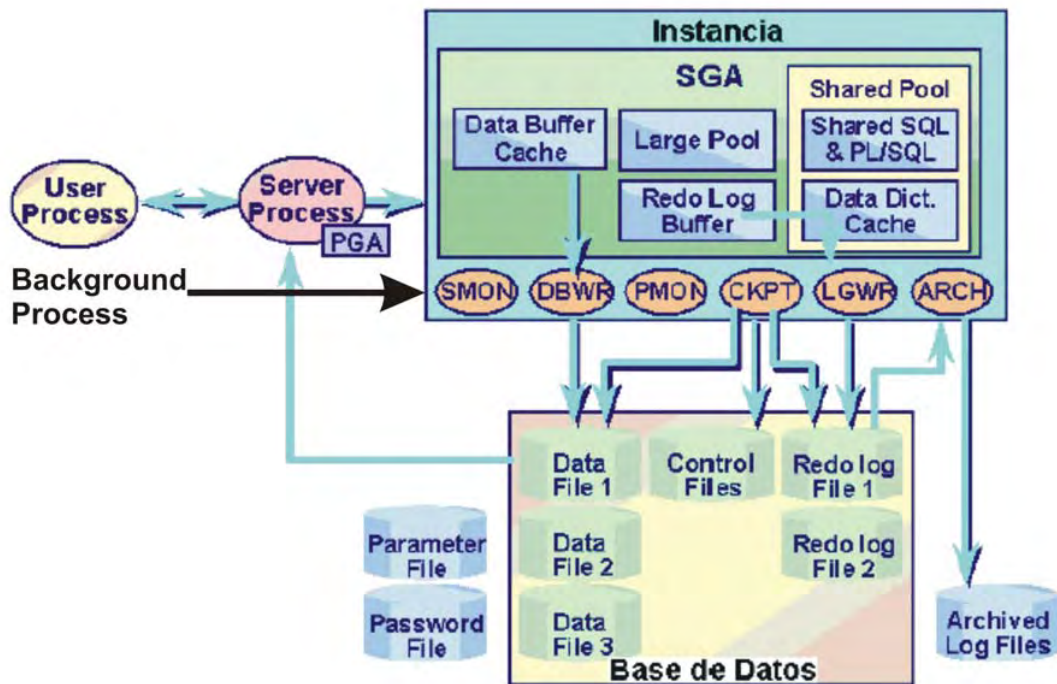 Instancia
SGA
Shared Pool
Data Buffer
Cache
Large Pool
Shared SQL
& PL/SQL
Redo Log
Buffer
Data Dict.
Cache
User
Process
Server
Process
PGA
Background
Process
SMON
DBWR
PMON
CKPT
LGWR
ARCH
Data
File 1
Control
Files
Redo log
File 1
Parameter
File
Data
File 2
Redo log
File 2
Password
File
Data
File 3
Archived
Log Files
Base de Datos